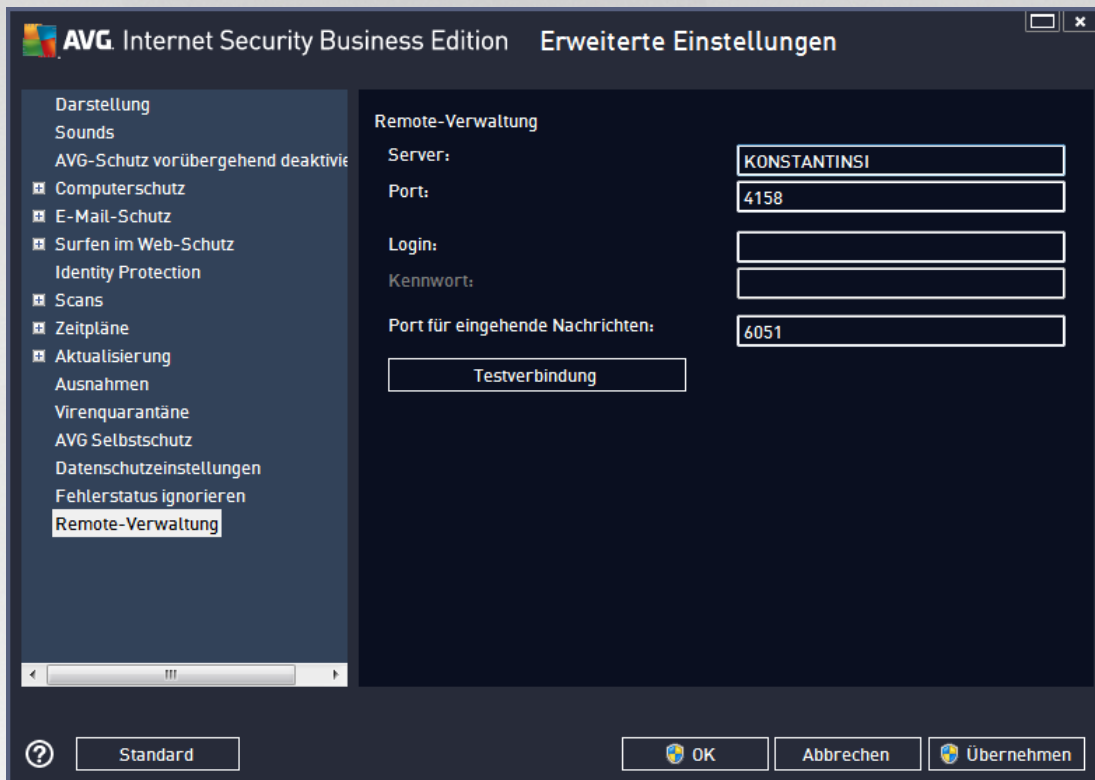 AVG. Internet Security Business Edition Erweiterte Einstellungen
Darstellung
Sounds
AVG-Schutz vorübergehend deaktivie
Computerschutz
E-Mail-Schutz
Surfen im Web-Schutz
Identity Protection
Scans
Zeitpläne
Aktualisierung
Ausnahmen
Virenquarantäne
AVG Selbstschutz
Datenschutzeinstellungen
Fehlerstatus ignorieren
Remote-Verwaltung
Remote-Verwaltung
Server: KONSTANTINSI
Port: 4158
Login:
Kennwort:
Port für eingehende Nachrichten: 6051
Testverbindung
Standard
OK
Abbrechen
Übernehmen